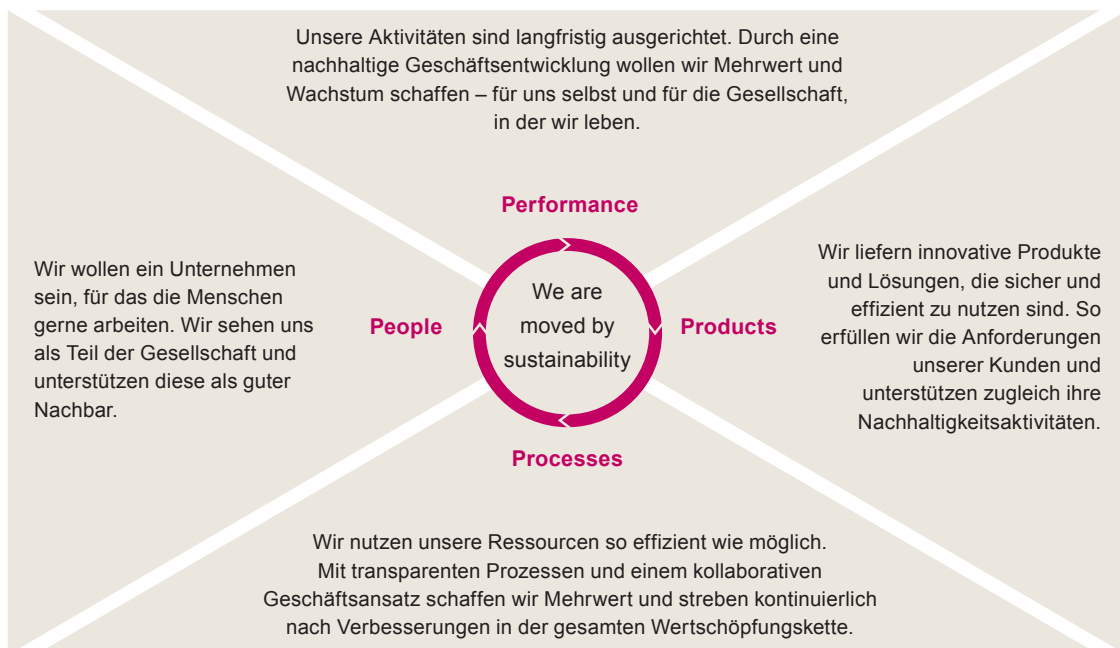 Unsere Aktivitäten sind langfristig ausgerichtet. Durch eine
nachhaltige Geschäftsentwicklung wollen wir Mehrwert und
Wachstum schaffen – für uns selbst und für die Gesellschaft,
in der wir leben.
Performance
Wir wollen ein Unternehmen
sein, für das die Menschen
gerne arbeiten. Wir sehen uns
als Teil der Gesellschaft und
unterstützen diese als guter
Nachbar.
People
We are
moved by
sustainability
Products
Wir liefern innovative Produkte
und Lösungen, die sicher und
effizient zu nutzen sind. So
erfüllen wir die Anforderungen
unserer Kunden und
unterstützen zugleich ihre
Nachhaltigkeitsaktivitäten.
Processes
Wir nutzen unsere Ressourcen so effizient wie möglich.
Mit transparenten Prozessen und einem kollaborativen
Geschäftsansatz schaffen wir Mehrwert und streben kontinuierlich
nach Verbesserungen in der gesamten Wertschöpfungskette.